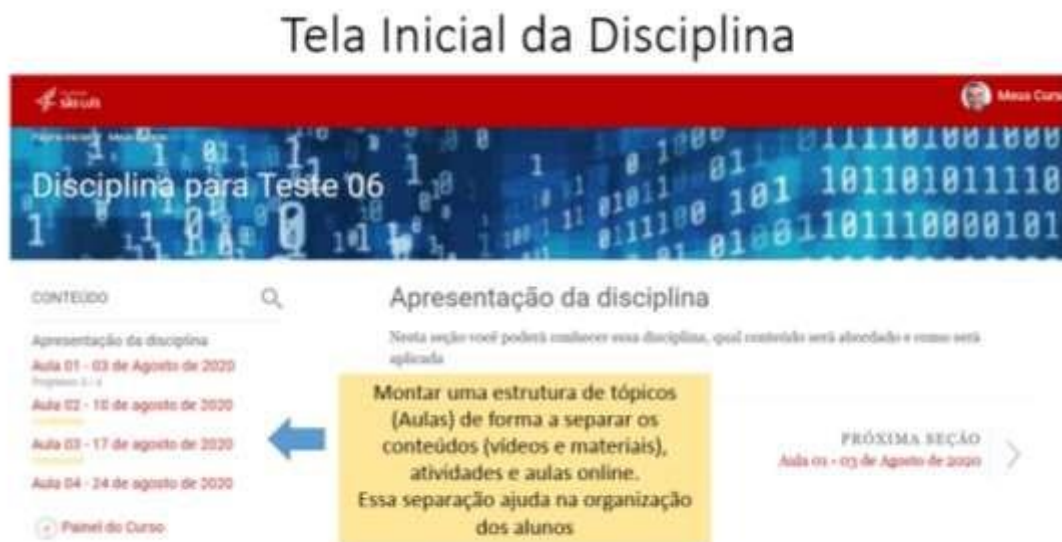 Tela Inicial da Disciplina
São Luís
Meus Curso
Disciplina para Teste 06
CONTEÚDO
Apresentação da disciplina
Aula 01 - 03 de Agosto de 2020
Aula 02 - 10 de agosto de 2020
Aula 03 - 17 de agosto de 2020
Aula 04 - 24 de agosto de 2020
Painel do Curso
Apresentação da disciplina
Nesta seção você poderá conhecer essa disciplina, qual conteúdo será abordado e como será
aplicada
Montar uma estrutura de tópicos
(Aulas) de forma a separar os
conteúdos (vídeos e materiais),
atividades e aulas online.
Essa separação ajuda na organização
dos alunos
PRÓXIMA SEÇÃO
Aula 01 - 03 de Agosto de 2020